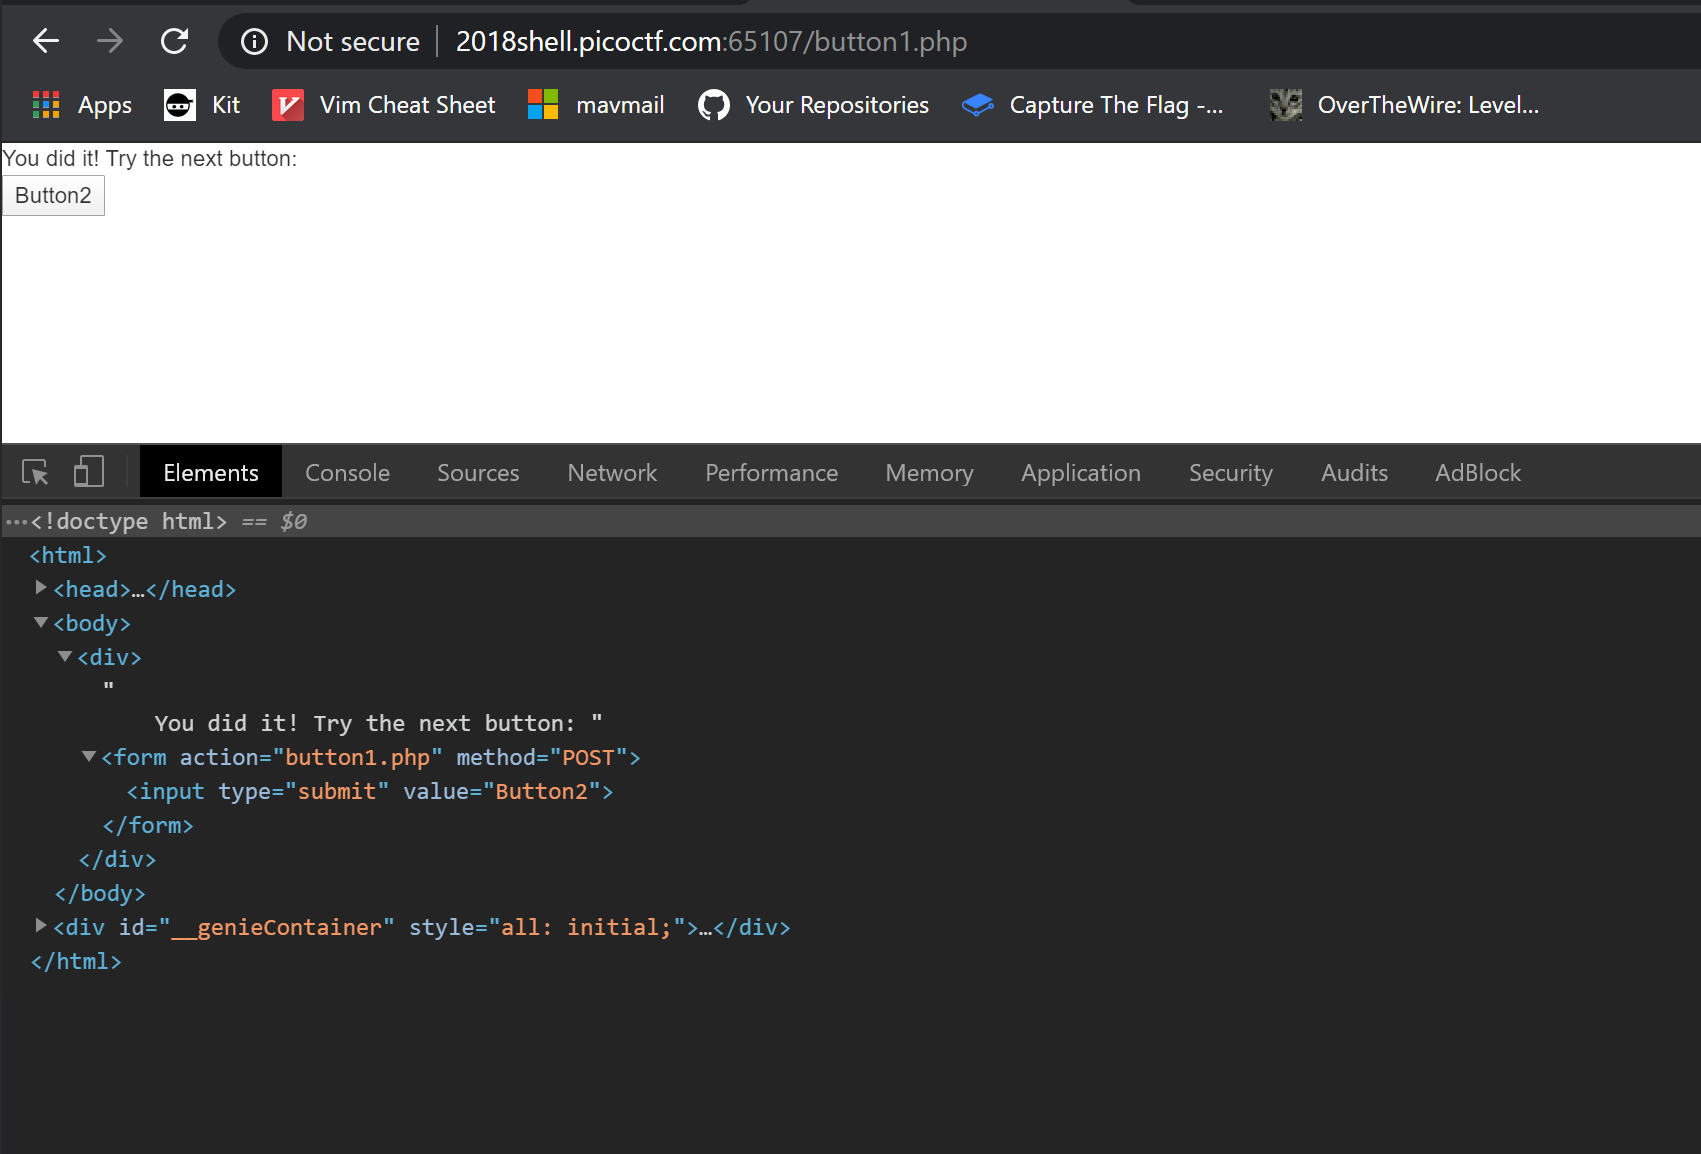 Not secure 2018shell.picoctf.com:65107/button1.php
Apps Kit Vim Cheat Sheet mavmail Your Repositories Capture The Flag -... OverTheWire: Level...
You did it! Try the next button:
Button2
Elements Console Sources Network Performance Memory Application Security Audits AdBlock
…<!doctype html> == $0
<html>
<head>…</head>
<body>
<div>
"
You did it! Try the next button: "
<form action="button1.php" method="POST">
<input type="submit" value="Button2">
</form>
</div>
</body>
<div id="__genieContainer" style="all: initial;">…</div>
</html>